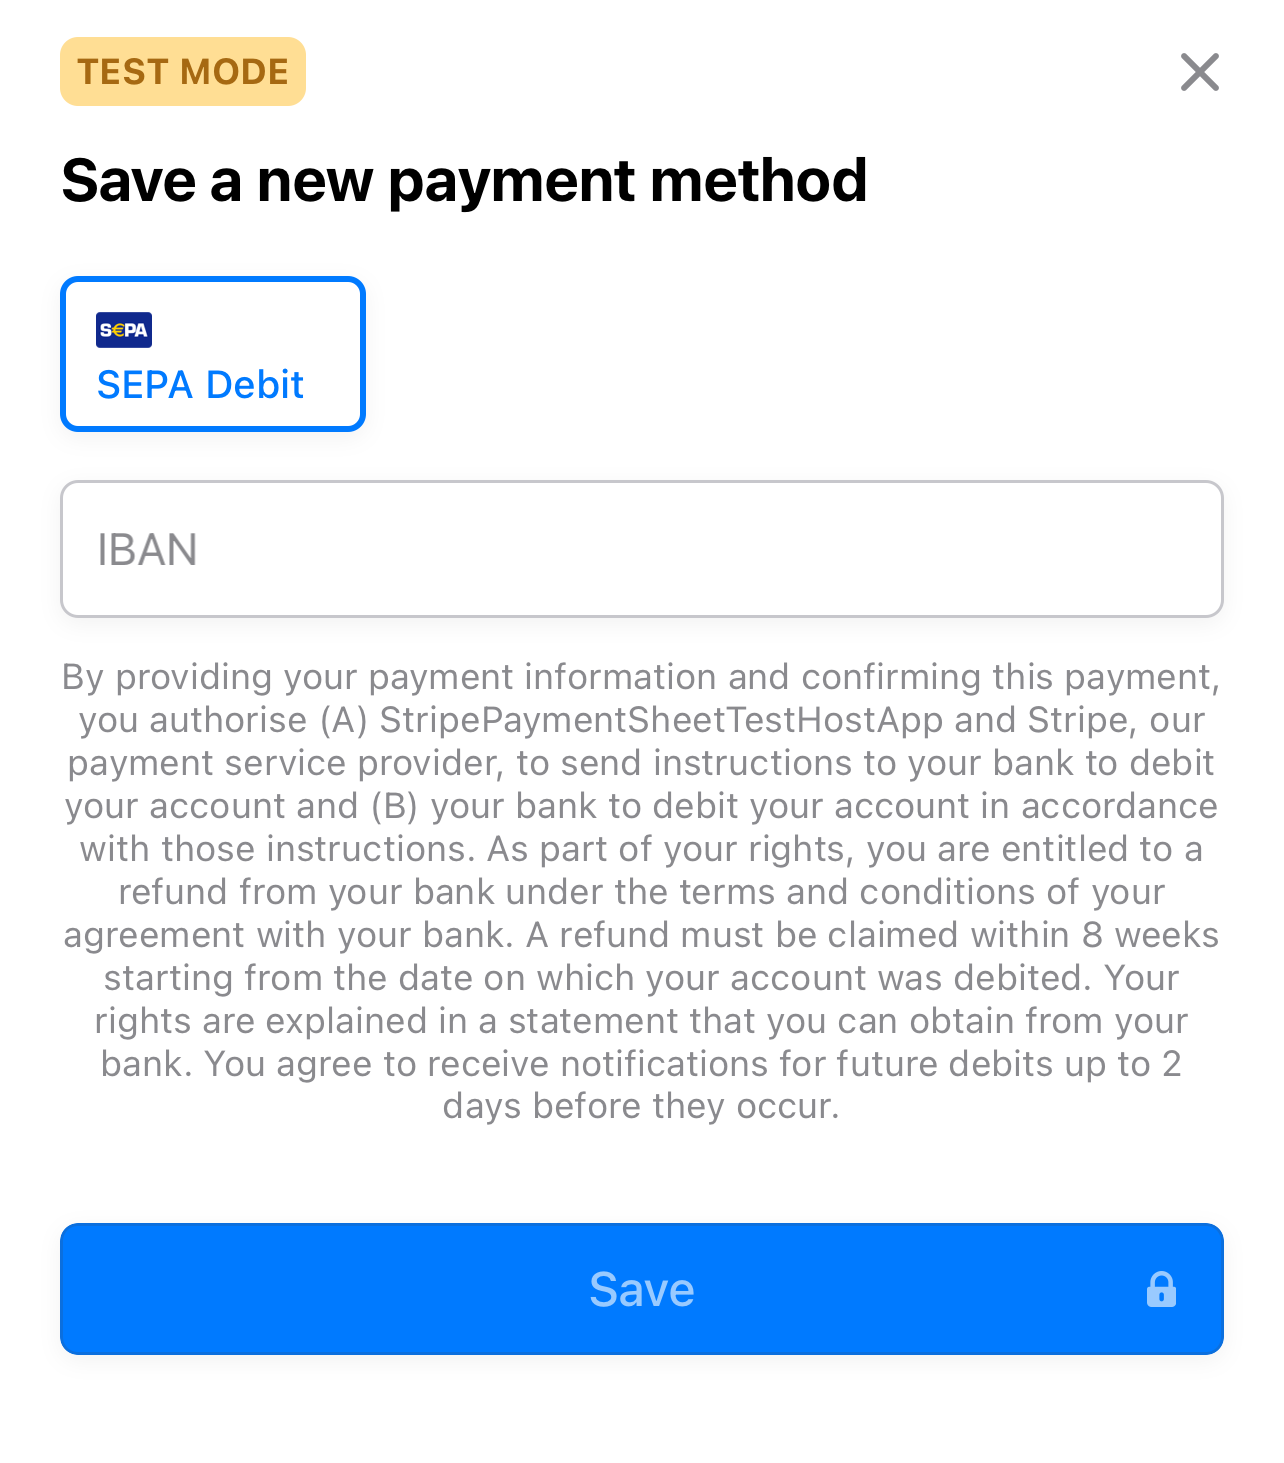 TEST MODE
Save a new payment method
S€PA
SEPA Debit
IBAN
By providing your payment information and confirming this payment,
you authorise (A) StripePaymentSheetTestHostApp and Stripe, our
payment service provider, to send instructions to your bank to debit
your account and (B) your bank to debit your account in accordance
with those instructions. As part of your rights, you are entitled to a
refund from your bank under the terms and conditions of your
agreement with your bank. A refund must be claimed within 8 weeks
starting from the date on which your account was debited. Your
rights are explained in a statement that you can obtain from your
bank. You agree to receive notifications for future debits up to 2
days before they occur.
Save